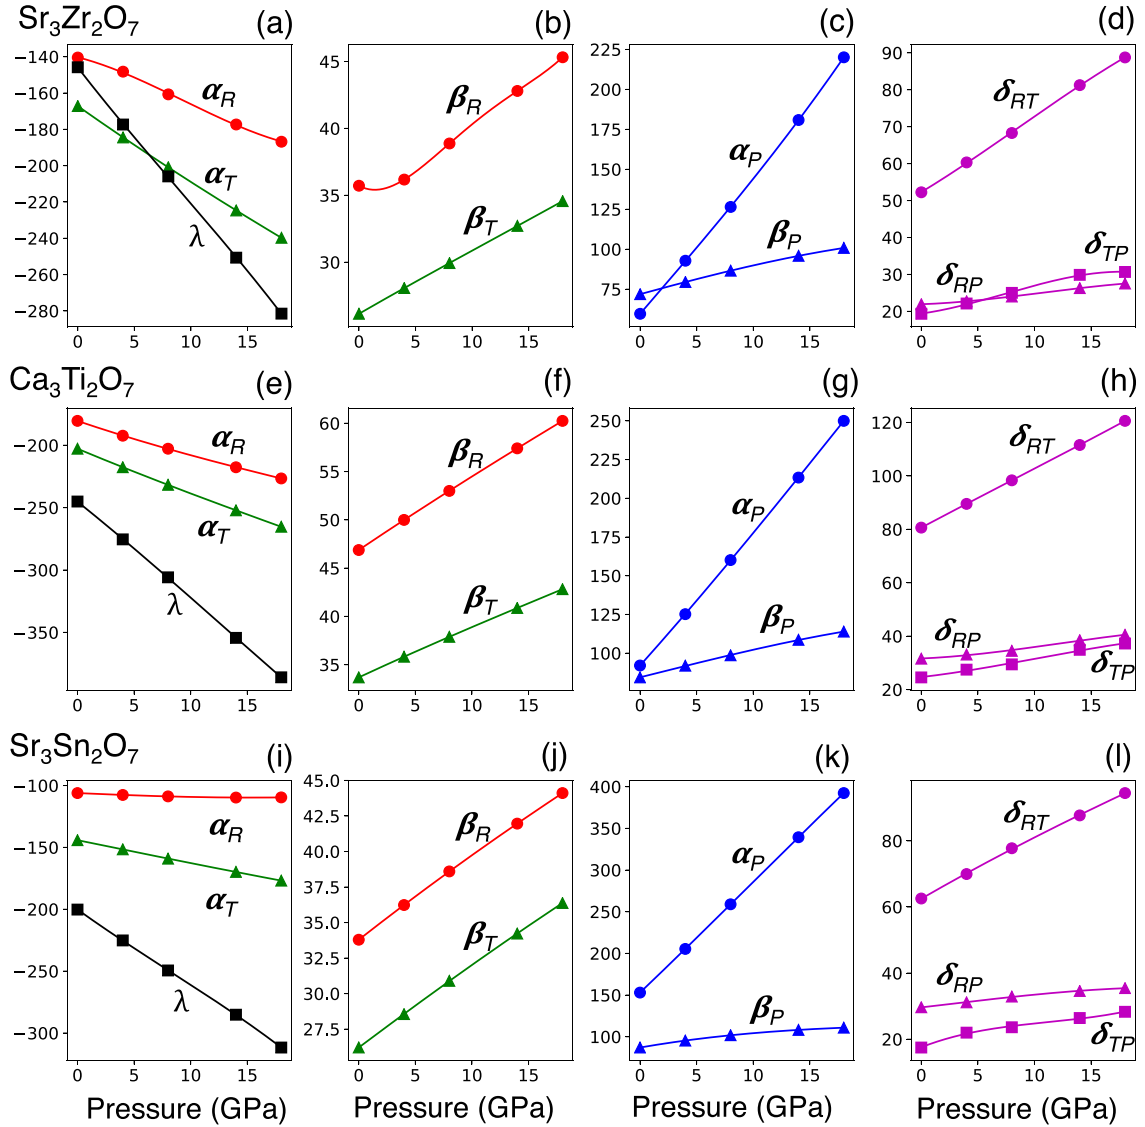 Sr3Zr2O7 (a) (b) (c) (d)
−140 −160 −180 −200 −220 −240 −260 −280
αR αT λ
0 5 10 15
45 40 35 30
βR βT
0 5 10 15
225 200 175 150 125 100 75
αP βP
0 5 10 15
90 80 70 60 50 40 30 20
δRT δTP δRP
0 5 10 15
Ca3Ti2O7 (e) (f) (g) (h)
−200 −250 −300 −350
αR αT λ
0 5 10 15
60 55 50 45 40 35
βR βT
0 5 10 15
250 225 200 175 150 125 100
αP βP
0 5 10 15
120 100 80 60 40 20
δRT δRP δTP
0 5 10 15
Sr3Sn2O7 (i) (j) (k) (l)
−100 −150 −200 −250 −300
αR αT λ
0 5 10 15
Pressure (GPa)
45.0 42.5 40.0 37.5 35.0 32.5 30.0 27.5
βR βT
0 5 10 15
Pressure (GPa)
400 350 300 250 200 150 100
αP βP
0 5 10 15
Pressure (GPa)
80 60 40 20
δRT δRP δTP
0 5 10 15
Pressure (GPa)